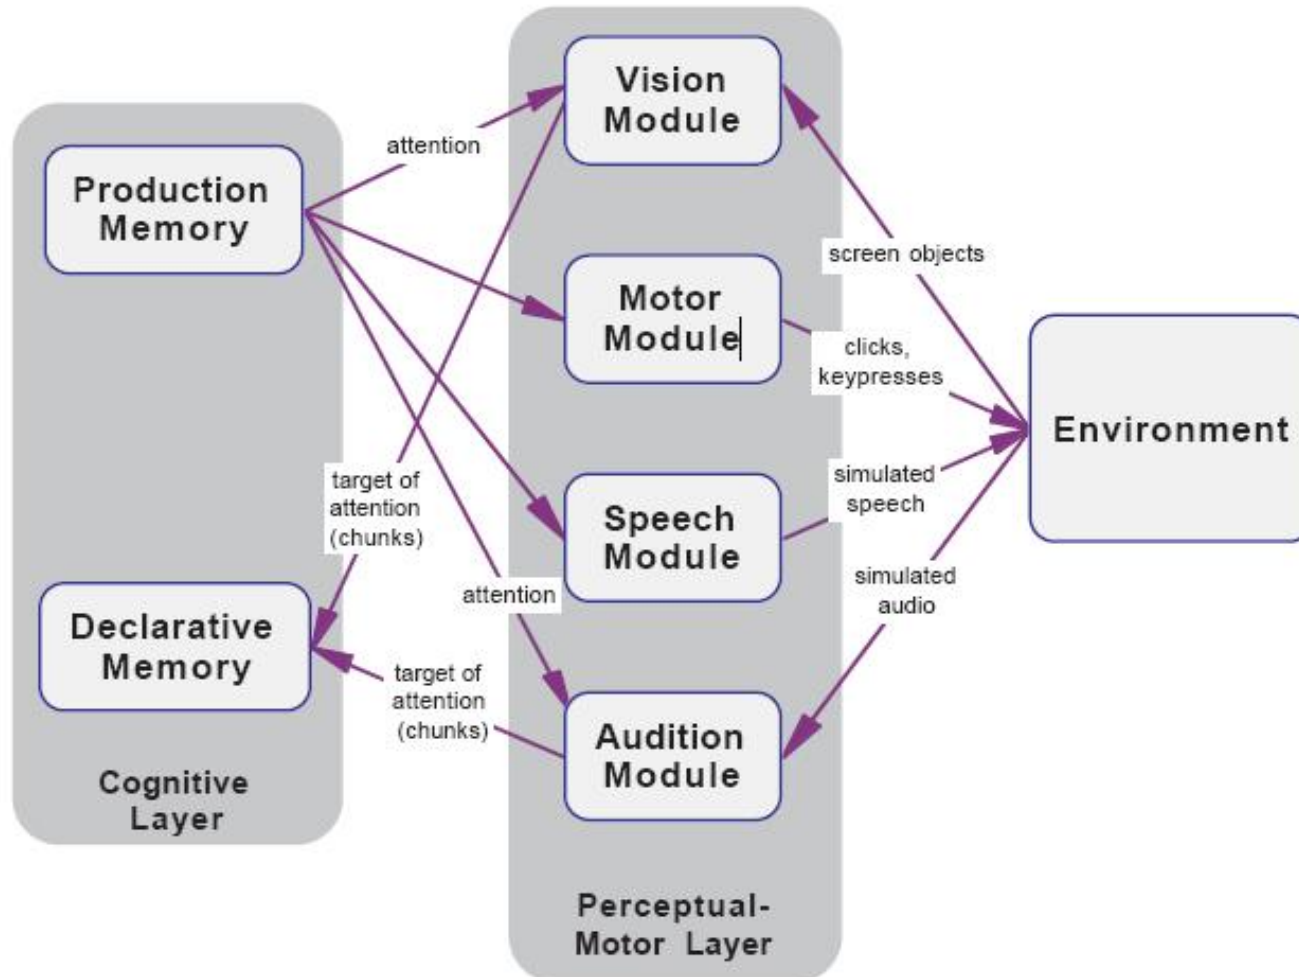 Production
Memory
Declarative
Memory
Cognitive
Layer
attention
target of
attention
(chunks)
attention
target of
attention
(chunks)
Vision
Module
Motor
Module
Speech
Module
Audition
Module
Perceptual-
Motor Layer
screen objects
clicks,
keypresses
simulated
speech
simulated
audio
Environment